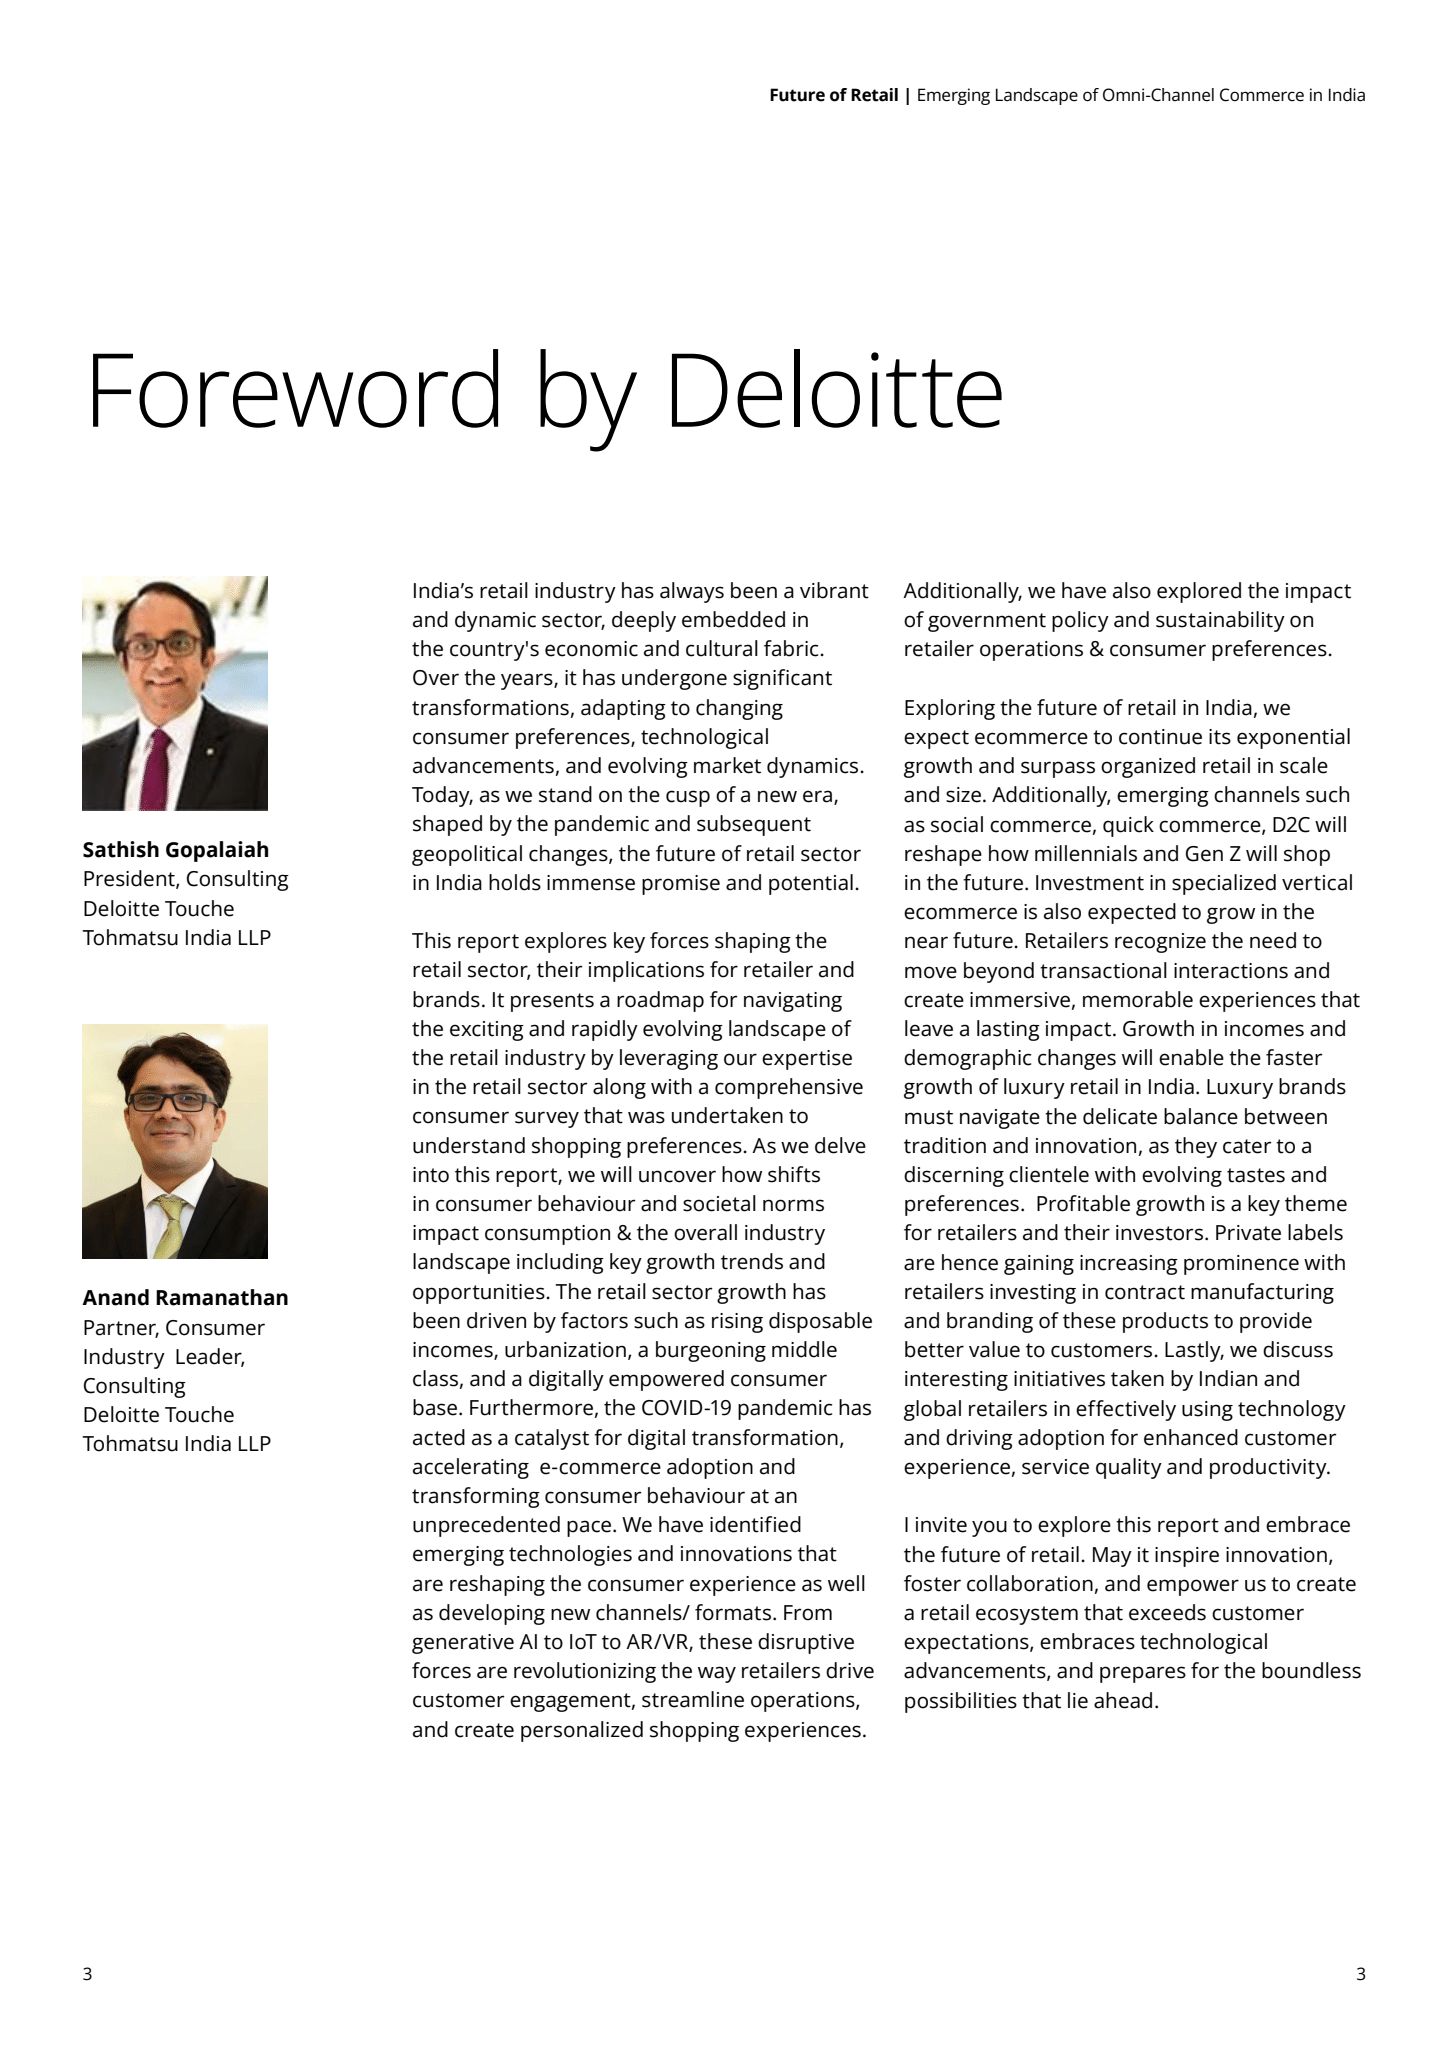 Future of Retail | Emerging Landscape of Omni-Channel Commerce in India
Foreword by Deloitte
Sathish Gopalaiah
President, Consulting
Deloitte Touche
Tohmatsu India LLP
Anand Ramanathan
Partner, Consumer
Industry  Leader,
Consulting
Deloitte Touche
Tohmatsu India LLP
India’s retail industry has always been a vibrant
and dynamic sector, deeply embedded in
the country's economic and cultural fabric.
Over the years, it has undergone significant
transformations, adapting to changing
consumer preferences, technological
advancements, and evolving market dynamics.
Today, as we stand on the cusp of a new era,
shaped by the pandemic and subsequent
geopolitical changes, the future of retail sector
in India holds immense promise and potential.
This report explores key forces shaping the
retail sector, their implications for retailer and
brands. It presents a roadmap for navigating
the exciting and rapidly evolving landscape of
the retail industry by leveraging our expertise
in the retail sector along with a comprehensive
consumer survey that was undertaken to
understand shopping preferences. As we delve
into this report, we will uncover how shifts
in consumer behaviour and societal norms
impact consumption & the overall industry
landscape including key growth trends and
opportunities. The retail sector growth has
been driven by factors such as rising disposable
incomes, urbanization, a burgeoning middle
class, and a digitally empowered consumer
base. Furthermore, the COVID-19 pandemic has
acted as a catalyst for digital transformation,
accelerating  e-commerce adoption and
transforming consumer behaviour at an
unprecedented pace. We have identified
emerging technologies and innovations that
are reshaping the consumer experience as well
as developing new channels/ formats. From
generative AI to IoT to AR/VR, these disruptive
forces are revolutionizing the way retailers drive
customer engagement, streamline operations,
and create personalized shopping experiences.
Additionally, we have also explored the impact
of government policy and sustainability on
retailer operations & consumer preferences.
Exploring the future of retail in India, we
expect ecommerce to continue its exponential
growth and surpass organized retail in scale
and size. Additionally, emerging channels such
as social commerce, quick commerce, D2C will
reshape how millennials and Gen Z will shop
in the future. Investment in specialized vertical
ecommerce is also expected to grow in the
near future. Retailers recognize the need to
move beyond transactional interactions and
create immersive, memorable experiences that
leave a lasting impact. Growth in incomes and
demographic changes will enable the faster
growth of luxury retail in India. Luxury brands
must navigate the delicate balance between
tradition and innovation, as they cater to a
discerning clientele with evolving tastes and
preferences.  Profitable growth is a key theme
for retailers and their investors. Private labels
are hence gaining increasing prominence with
retailers investing in contract manufacturing
and branding of these products to provide
better value to customers. Lastly, we discuss
interesting initiatives taken by Indian and
global retailers in effectively using technology
and driving adoption for enhanced customer
experience, service quality and productivity.
I invite you to explore this report and embrace
the future of retail. May it inspire innovation,
foster collaboration, and empower us to create
a retail ecosystem that exceeds customer
expectations, embraces technological
advancements, and prepares for the boundless
possibilities that lie ahead.
3
3